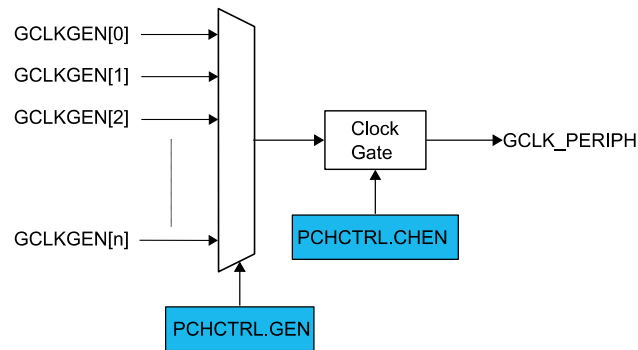 GCLKGEN[0]
GCLKGEN[1]
GCLKGEN[2]
GCLKGEN[n]
Clock
Gate
GCLK_PERIPH
PCHCTRL.CHEN
PCHCTRL.GEN